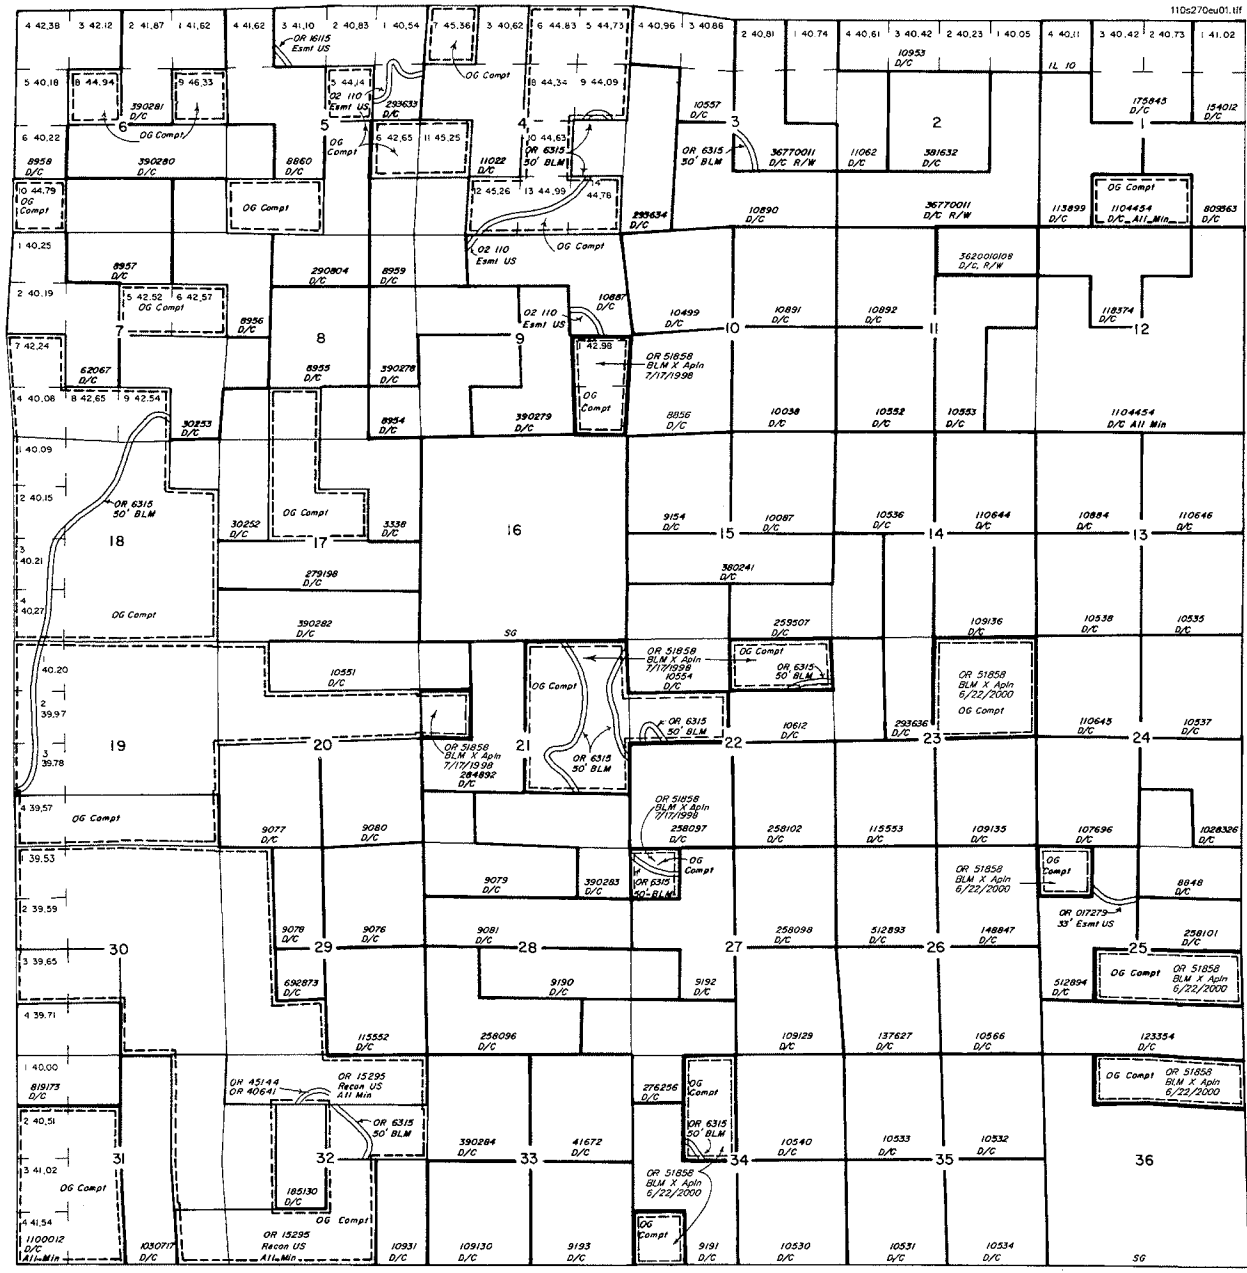 110s270eu01.tif
4 42,38
3 42,12
2 41,87
1 41,62
4 41,62
3 41,10
2 40,83
1 40,54
7 45,36
3 40,62
6 44,83
5 44,73
4 40,96
3 40,86
2 40,81
1 40,74
4 40,61
3 40,42
2 40,23
1 40,05
4 40,11
3 40,42
2 40,73
1 41,02
OR 16115
Esmt US
OG Compt
10953
D/C
IL 10
5 40,18
8 44,94
9 46,33
5 44,14
8 44,34
9 44,09
390281
D/C
02 110
Esmt US
293633
D/C
10557
D/C
175845
D/C
154012
D/C
6
OG Compt
5
4
3
2
1
6 40,22
OG
Compt
6 42,65
11 45,25
10 44,63
OR 6315
50' BLM
OR 6315
50' BLM
8958
D/C
390280
D/C
8860
D/C
11022
D/C
36770011
D/C R/W
11062
D/C
381632
D/C
10 44,79
OG
Compt
OG Compt
12 45,26
13 44,99
14
44,78
OG Compt
1104454
D/C All Min
293634
D/C
10890
D/C
36770011
D/C R/W
113899
D/C
809363
D/C
1 40,25
02 110
Esmt US
OG Compt
3620010108
D/C, R/W
8957
D/C
290804
D/C
8959
D/C
2 40,19
5 42,52
6 42,57
OG Compt
10887
D/C
8956
D/C
02 110
Esmt US
10499
D/C
10891
D/C
10892
D/C
118374
D/C
7
8
9
10
11
12
7 42,24
1
42,98
OR 51858
BLM X Apln
7/17/1998
62067
D/C
8955
D/C
390278
D/C
OG
Compt
4 40,08
8 42,65
9 42,54
30253
D/C
8954
D/C
390279
D/C
8856
D/C
10038
D/C
10552
D/C
10553
D/C
1104454
D/C All Min
1 40,09
2 40,15
OR 6315
50' BLM
OG Compt
30252
D/C
3338
D/C
9154
D/C
10087
D/C
10536
D/C
110644
D/C
10884
D/C
110646
D/C
18
17
16
15
14
13
3
40,21
279198
D/C
380241
D/C
4
40,27
OG Compt
390282
D/C
SG
259507
D/C
109136
D/C
10538
D/C
10535
D/C
1
40,20
10551
D/C
OG Compt
OR 51858
BLM X Apln
7/17/1998
10554
D/C
OG Compt
OR 6315
50' BLM
OR 51858
BLM X Apln
6/22/2000
OG Compt
2
39,97
OR 6315
50' BLM
10612
D/C
293636
D/C
110645
D/C
10537
D/C
19
20
21
22
23
24
3
39,78
OR 51858
BLM X Apln
7/17/1998
284892
D/C
OR 6315
50' BLM
4 39,57
OG Compt
OR 51858
BLM X Apln
7/17/1998
9077
D/C
9080
D/C
258097
D/C
258102
D/C
115553
D/C
109135
D/C
107696
D/C
1028326
D/C
1 39,53
OG
Compt
OR 6315
50' BLM
OR 51858
BLM X Apln
6/22/2000
OG
Compt
9079
D/C
390283
D/C
8848
D/C
2 39,59
OR 017279
33' Esmt US
9078
D/C
9076
D/C
9081
D/C
258098
D/C
512893
D/C
148847
D/C
258101
D/C
30
29
28
27
26
25
3 39,65
692873
D/C
9190
D/C
9192
D/C
512894
D/C
OG Compt
OR 51858
BLM X Apln
6/22/2000
4 39,71
115552
D/C
258096
D/C
109129
D/C
137627
D/C
10566
D/C
123354
D/C
1 40,00
819173
D/C
OR 45144
OR 40641
OR 15295
Recon US
All Min
276256
D/C
OG
Compt
OG Compt
OR 51858
BLM X Apln
6/22/2000
2 40,51
OR 6315
50' BLM
390284
D/C
41672
D/C
OR 6315
50' BLM
10540
D/C
10533
D/C
10532
D/C
31
32
33
34
35
36
3 41,02
OG Compt
185130
D/C
OR 51858
BLM X Apln
6/22/2000
4 41,54
OG Compt
OG
Compt
1100012
D/C
All Min
1030717
D/C
OR 15295
Recon US
All Min
10931
D/C
109130
D/C
9193
D/C
9191
D/C
10530
D/C
10531
D/C
10534
D/C
SG